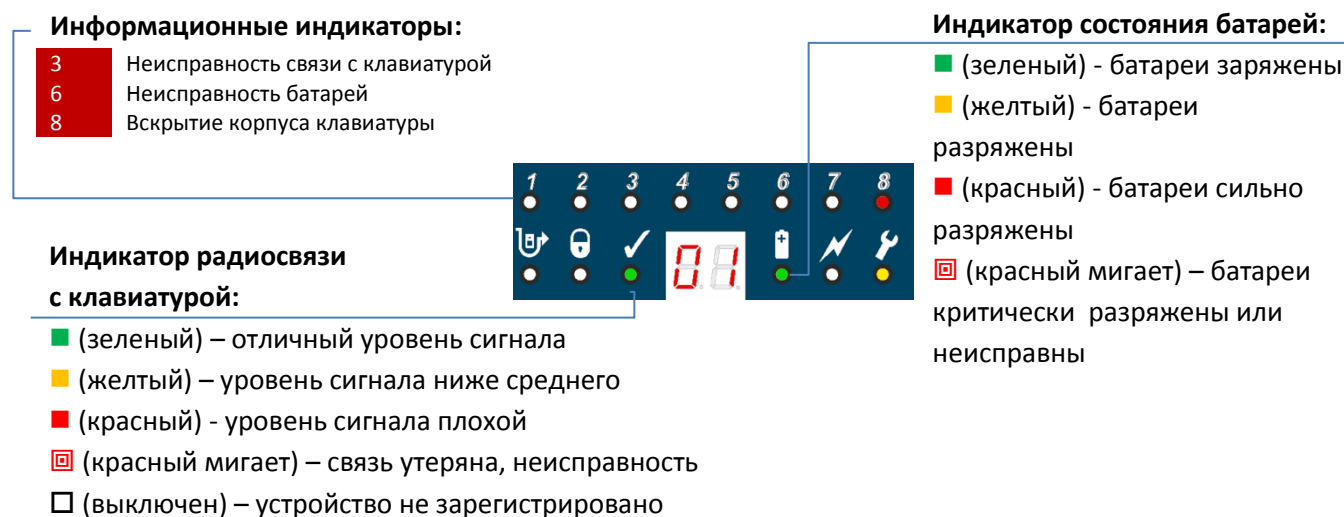 Информационные индикаторы:
3 Неисправность связи с клавиатурой
6 Неисправность батарей
8 Вскрытие корпуса клавиатуры
1 2 3 4 5 6 7 8
01
Индикатор радиосвязи
с клавиатурой:
(зеленый) – отличный уровень сигнала
(желтый) – уровень сигнала ниже среднего
(красный) - уровень сигнала плохой
(красный мигает) – связь утеряна, неисправность
(выключен) – устройство не зарегистрировано
Индикатор состояния батарей:
(зеленый) - батареи заряжены
(желтый) - батареи
разряжены
(красный) - батареи сильно
разряжены
(красный мигает) – батареи
критически разряжены или
неисправны